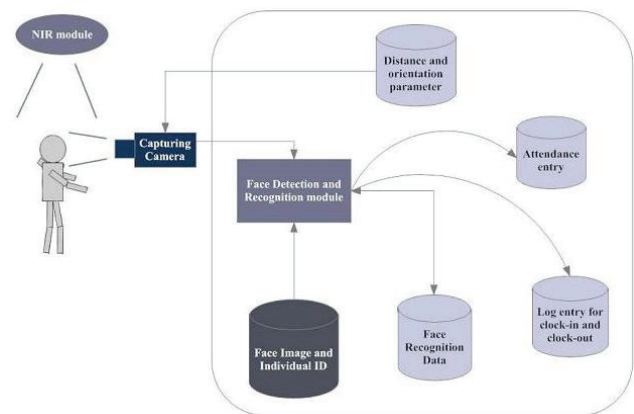 NIR module
Distance and
orientation
parameter
Capturing
Camera
Attendance
entry
Face Detection and
Recognition module
Face Image and
Individual ID
Face
Recognition
Data
Log entry for
clock-in and
clock-out